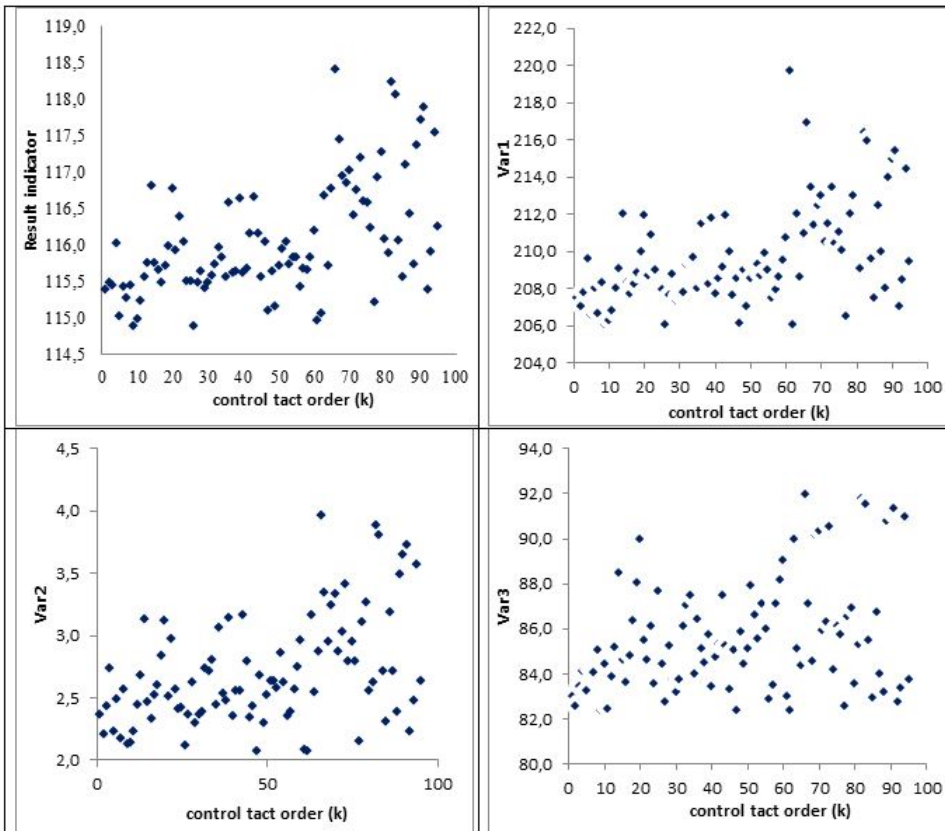 Result indicator
119,0
118,5
118,0
117,5
117,0
116,5
116,0
115,5
115,0
114,5
0 10 20 30 40 50 60 70 80 90 100
control tact order (k)
Var1
222,0
220,0
218,0
216,0
214,0
212,0
210,0
208,0
206,0
204,0
0 10 20 30 40 50 60 70 80 90 100
control tact order (k)
Var2
4,5
4,0
3,5
3,0
2,5
2,0
0 50 100
control tact order (k)
Var3
94,0
92,0
90,0
88,0
86,0
84,0
82,0
80,0
0 10 20 30 40 50 60 70 80 90 100
control tact order (k)